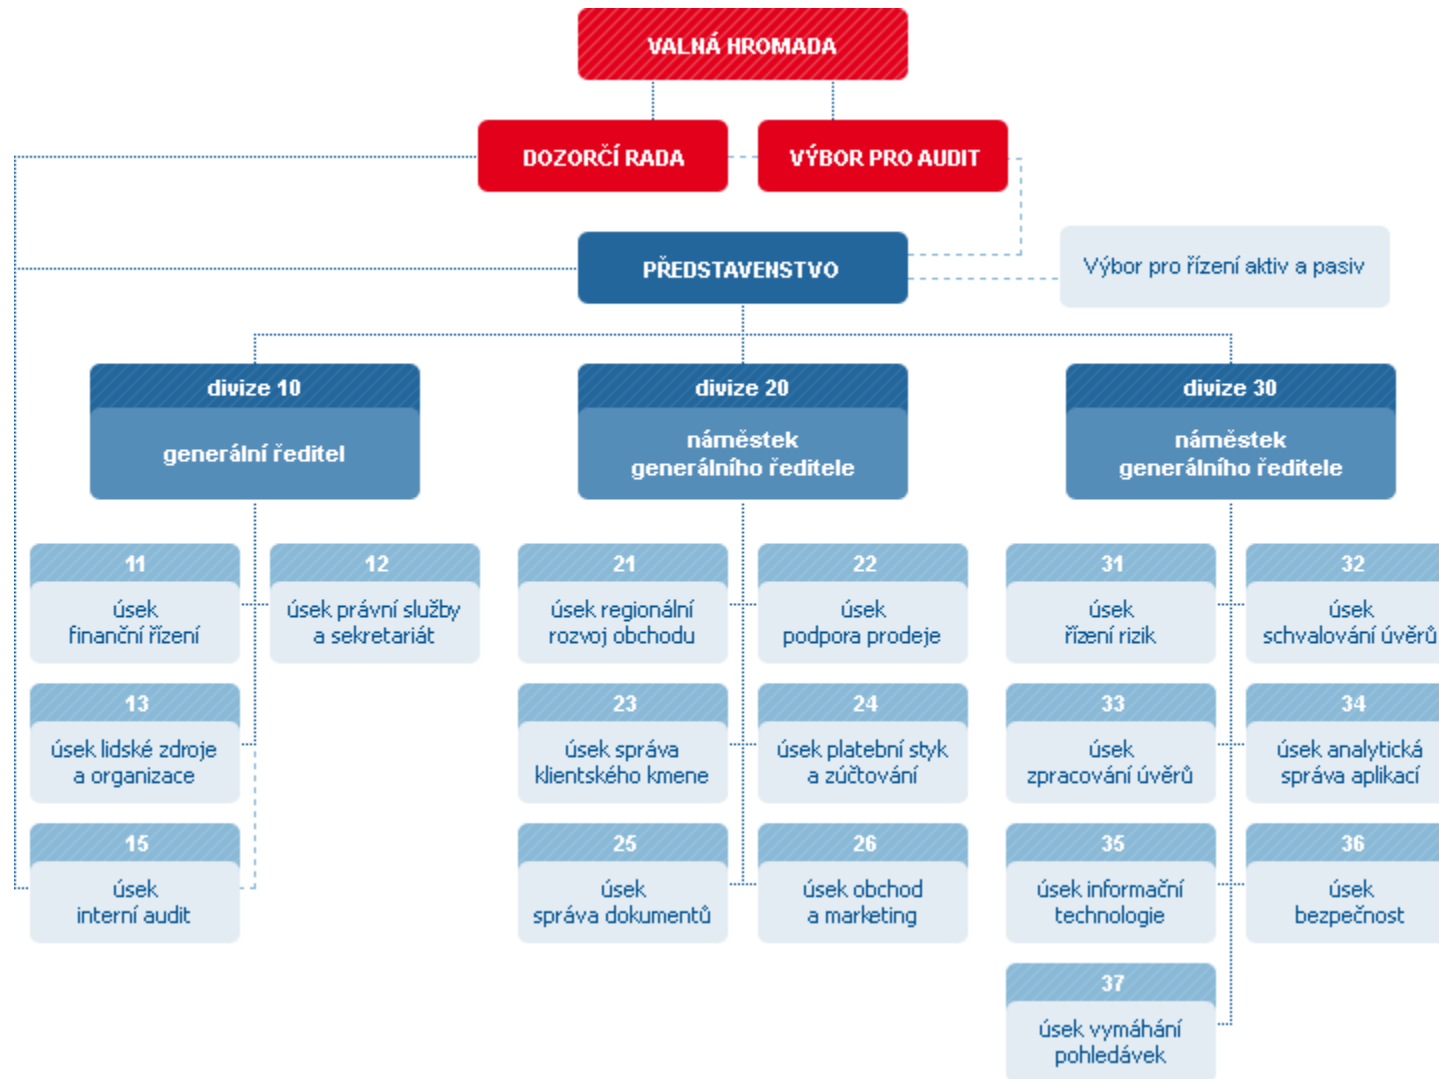 VALNÁ HROMADA
DOZORČÍ RADA
VÝBOR PRO AUDIT
PŘEDSTAVENSTVO
Výbor pro řízení aktiv a pasiv
divize 10
generální ředitel
divize 20
náměstek
generálního ředitele
divize 30
náměstek
generálního ředitele
11
úsek
finanční řízení
12
úsek právní služby
a sekretariát
21
úsek regionální
rozvoj obchodu
22
úsek
podpora prodeje
31
úsek
řízení rizik
32
úsek
schvalování úvěrů
13
úsek lidské zdroje
a organizace
23
úsek správa
klientského kmene
24
úsek platební styk
a zúčtování
33
úsek
zpracování úvěrů
34
úsek analytická
správa aplikací
15
úsek
interní audit
25
úsek
správa dokumentů
26
úsek obchod
a marketing
35
úsek informační
technologie
36
úsek
bezpečnost
37
úsek vymáhání
pohledávek